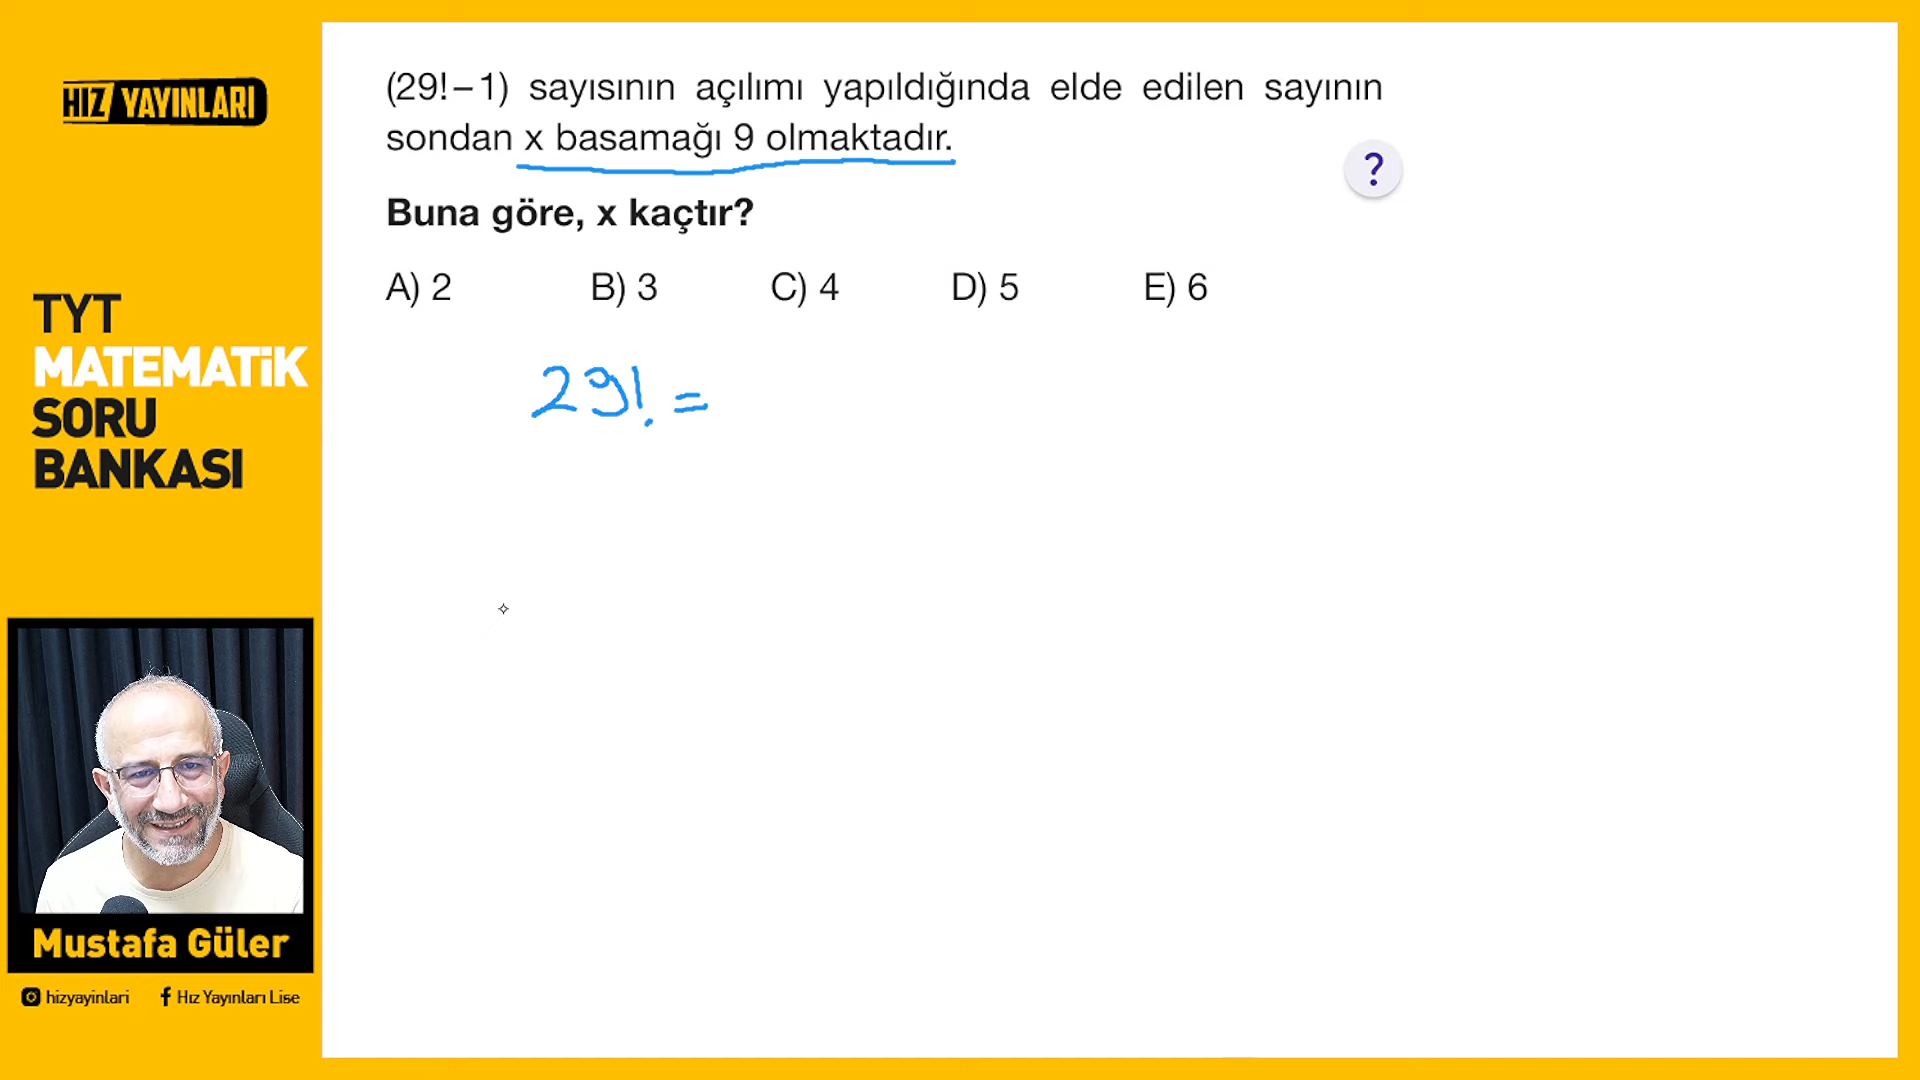 HIZ YAYINLARI
TYT
MATEMATİK
SORU
BANKASI
(29! – 1) sayısının açılımı yapıldığında elde edilen sayının
sondan x basamağı 9 olmaktadır.
?
Buna göre, x kaçtır?
A) 2 B) 3 C) 4 D) 5 E) 6
29! =
Mustafa Güler
hizyayinlari Hız Yayınları Lise